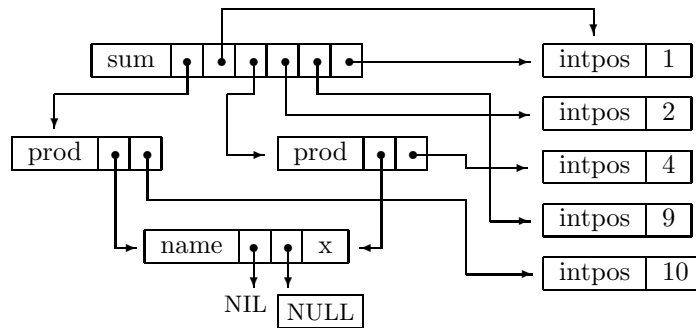 sum
intpos 1
intpos 2
prod
prod
intpos 4
name x
intpos 9
intpos 10
NIL
NULL